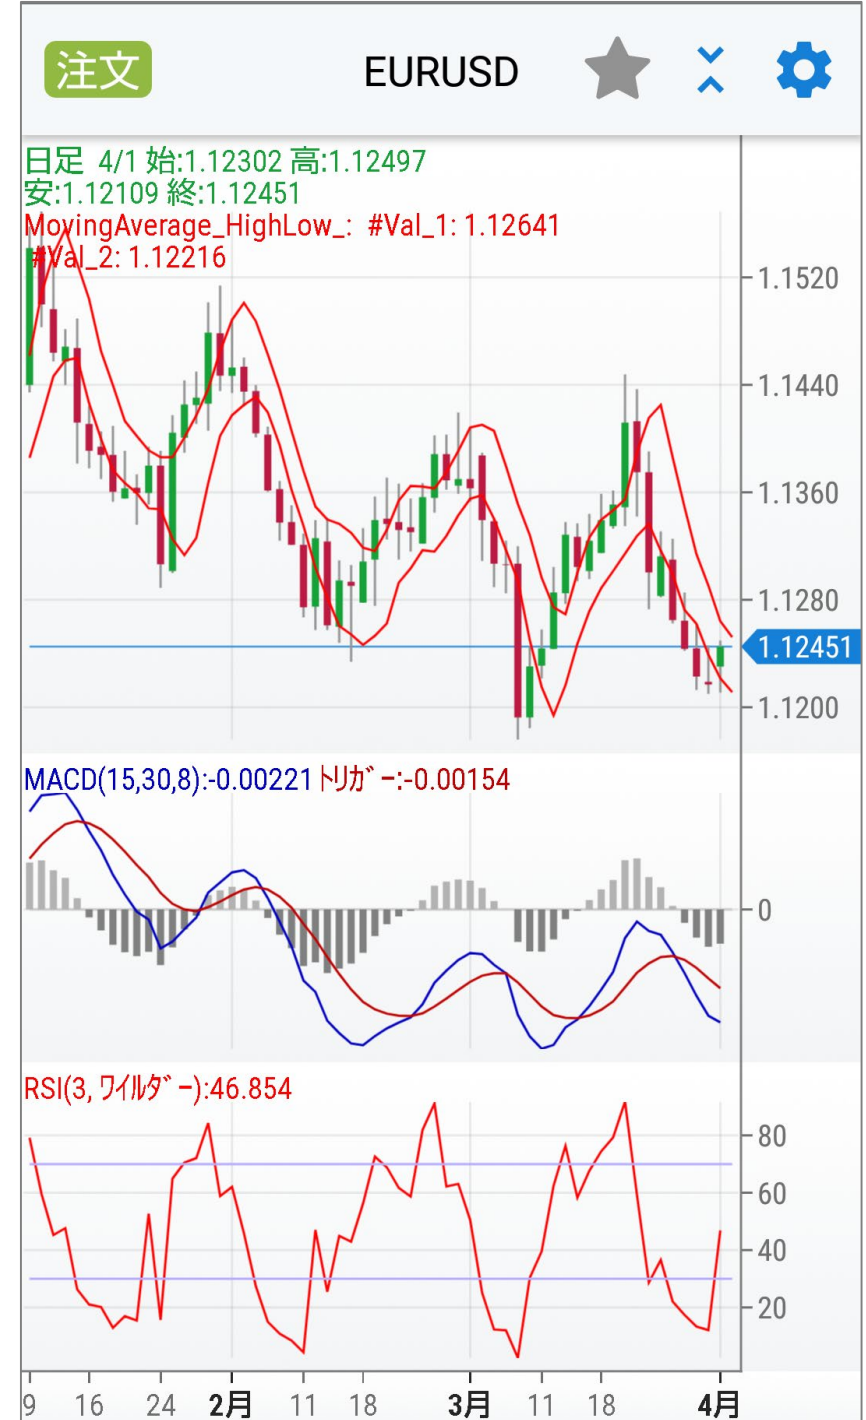 注文 EURUSD
日足 4/1 始:1.12302 高:1.12497
安:1.12109 終:1.12451
MovingAverage_HighLow_: #Val_1: 1.12641
#Val_2: 1.12216
1.1520
1.1440
1.1360
1.1280
1.12451
1.1200
MACD(15,30,8):-0.00221 ﾄﾘｶﾞｰ:-0.00154
0
RSI(3, ﾜｲﾙﾀﾞｰ):46.854
80
60
40
20
9 16 24 2月 11 18 3月 11 18 4月